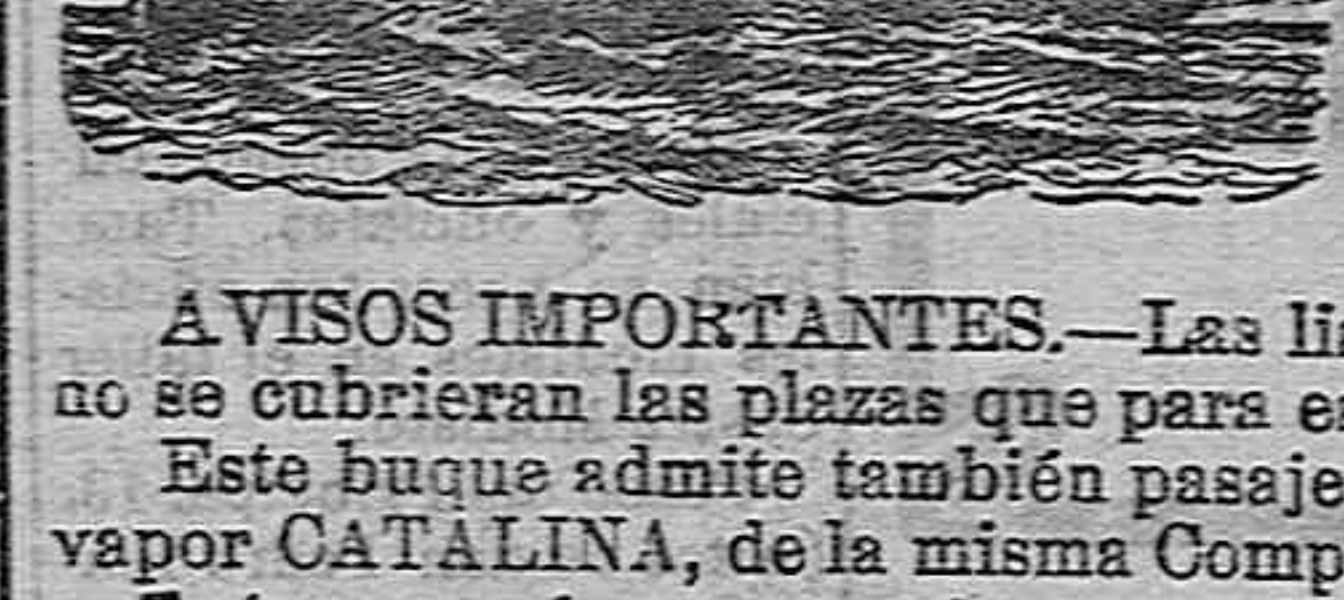 AVISOS IMPORTANTES.—Las
no se cubrieran las plazas que para
Este buque admite también
vapor CATALINA, de la misma